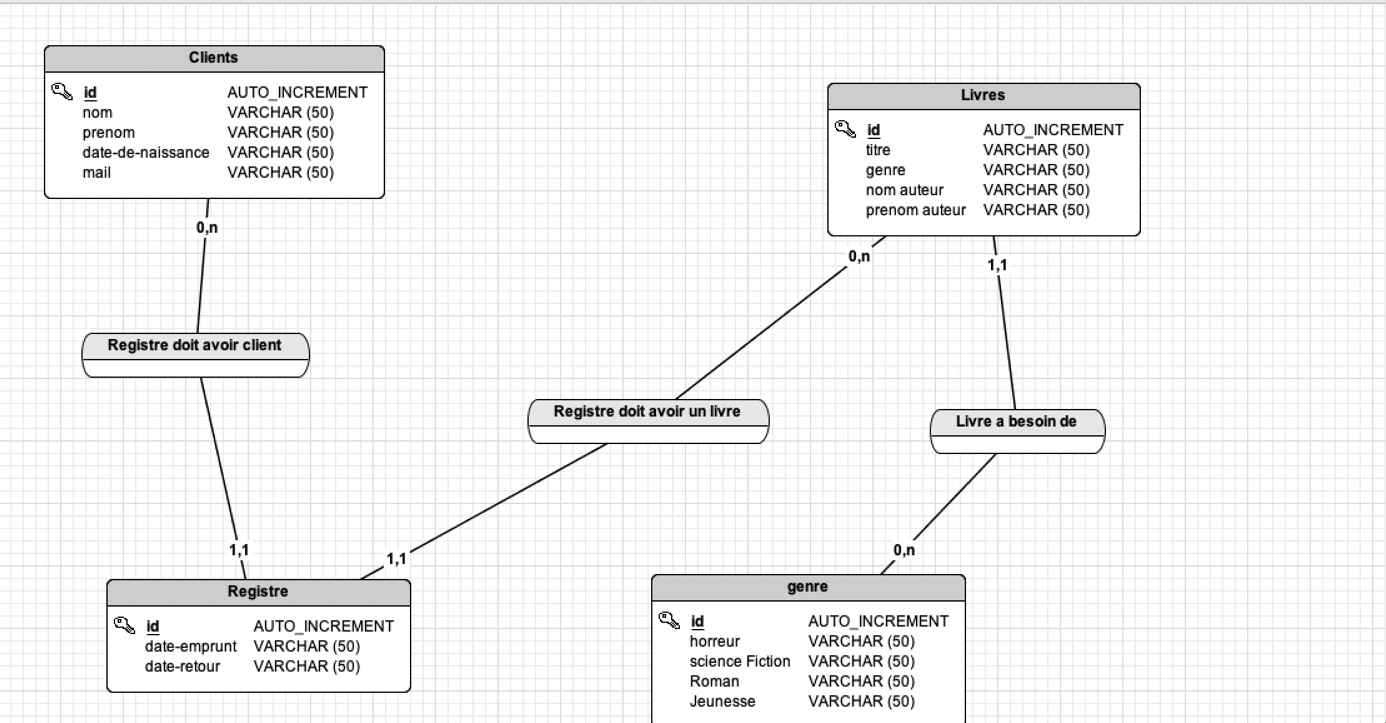 Clients
id AUTO_INCREMENT
nom VARCHAR (50)
prenom VARCHAR (50)
date-de-naissance VARCHAR (50)
mail VARCHAR (50)
0,n
Registre doit avoir client
1,1
Registre
id AUTO_INCREMENT
date-emprunt VARCHAR (50)
date-retour VARCHAR (50)
Livres
id AUTO_INCREMENT
titre VARCHAR (50)
genre VARCHAR (50)
nom auteur VARCHAR (50)
prenom auteur VARCHAR (50)
0,n
Registre doit avoir un livre
1,1
1,1
Livre a besoin de
0,n
genre
id AUTO_INCREMENT
horreur VARCHAR (50)
science Fiction VARCHAR (50)
Roman VARCHAR (50)
Jeunesse VARCHAR (50)